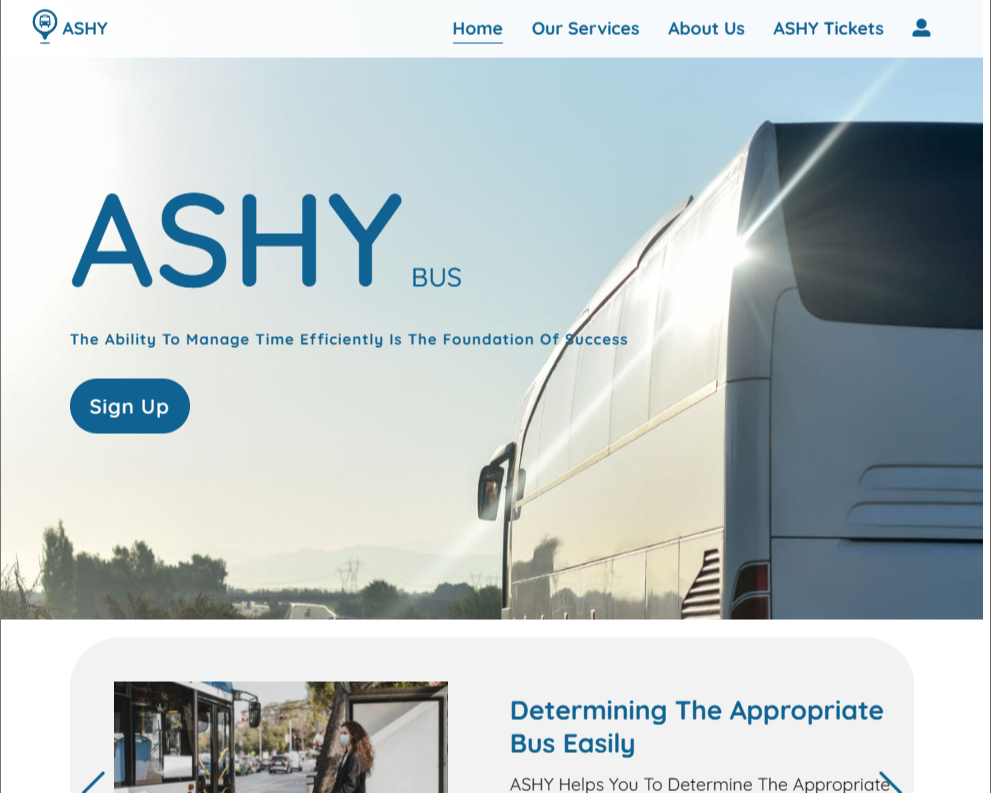 ASHY
Home
Our Services
About Us
ASHY Tickets
ASHY BUS
The Ability To Manage Time Efficiently Is The Foundation Of Success
Sign Up
Determining The Appropriate
Bus Easily
ASHY Helps You To Determine The Appropriate